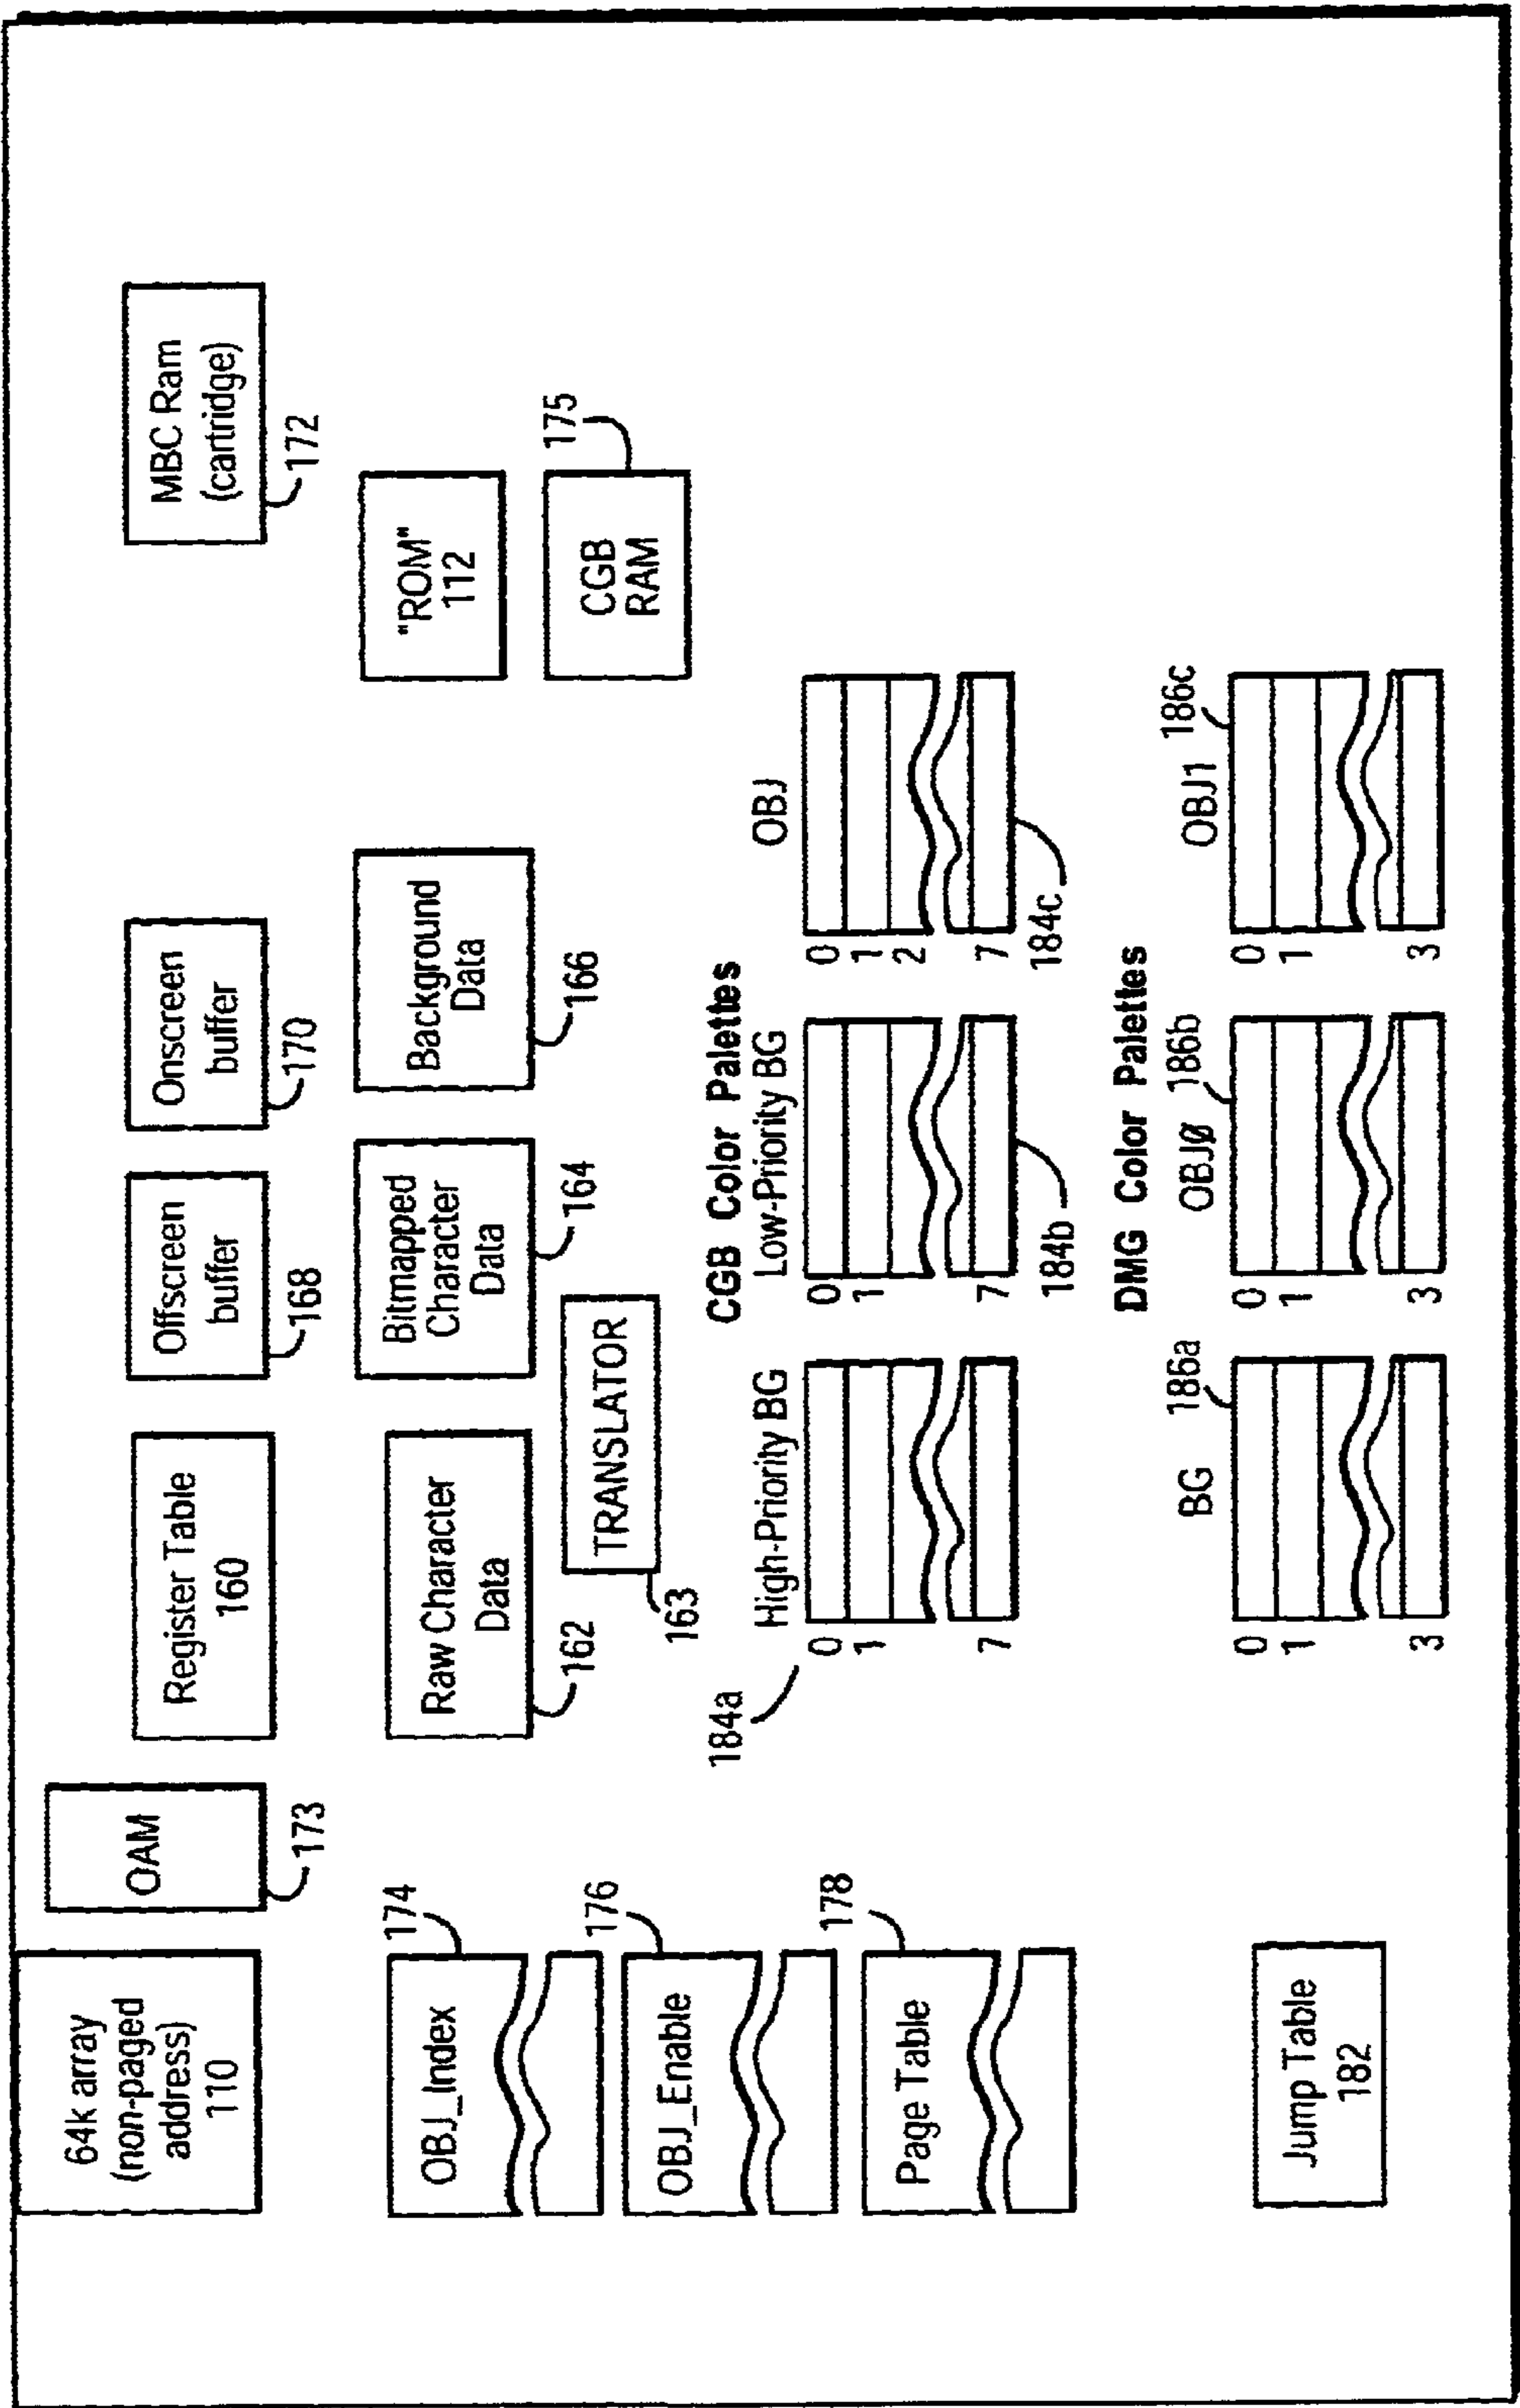 64k array
(non-paged
address)
110
OAM
173
Register Table
160
Offscreen
buffer
168
Onscreen
buffer
170
MBC Ram
(cartridge)
172
OBJ_Index
174
Raw Character
Data
162
Bitmapped
Character
Data
164
Background
Data
166
"ROM"
112
TRANSLATOR
163
CGB
RAM
175
OBJ_Enable
176
Page Table
178
CGB Color Palettes
184a
High-Priority BG
0
1
7
Low-Priority BG
0
1
7
184b
OBJ
0
1
2
7
184c
DMG Color Palettes
BG
186a
0
1
3
OBJØ
186b
0
1
3
OBJ1
186c
0
1
3
Jump Table
182